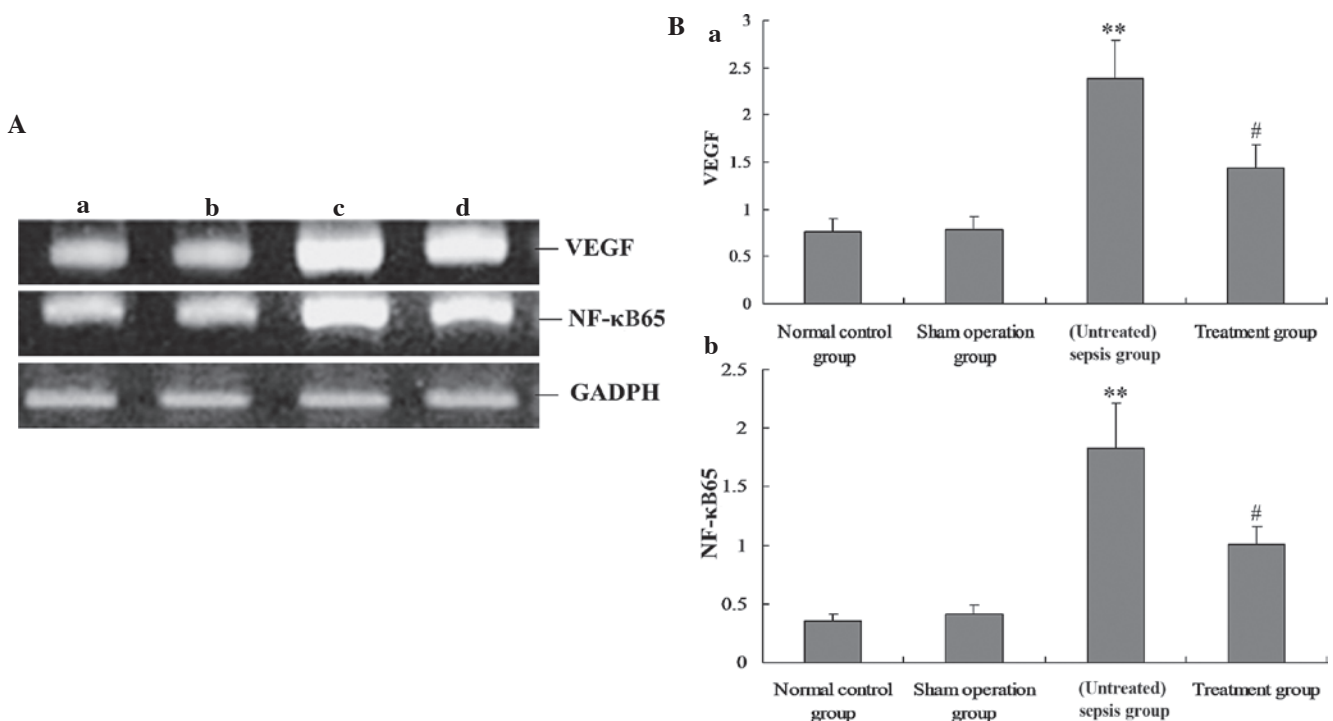 A
a b c d
VEGF
NF-κB65
GADPH
B
a
3
2.5
2
1.5
1
0.5
0
VEGF
**
#
Normal control
group
Sham operation
group
(Untreated)
sepsis group
Treatment group
b
2.5
2
1.5
1
0.5
0
NF-κB65
**
#
Normal control
group
Sham operation
group
(Untreated)
sepsis group
Treatment group